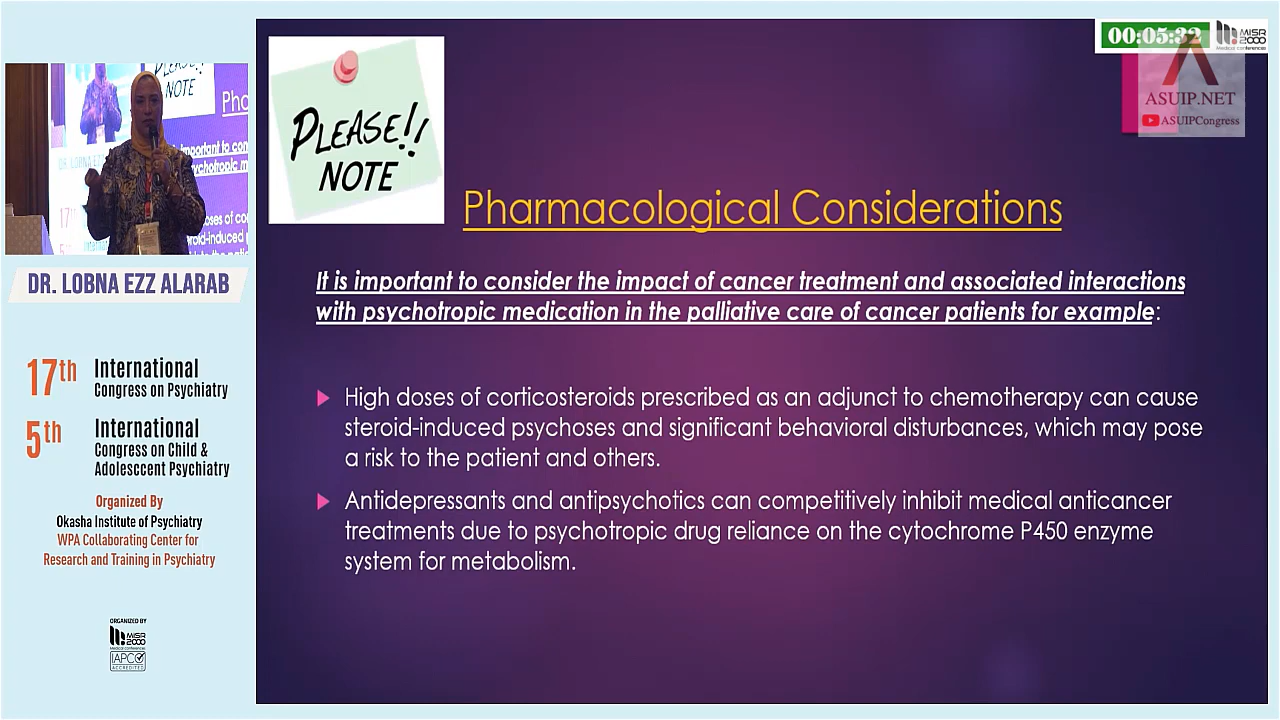 PLEASE!!
NOTE
00:05:32
MISR
2000
Medical conferences
ASUIP.NET
ASUIPCongress
Pharmacological Considerations
It is important to consider the impact of cancer treatment and associated interactions
with psychotropic medication in the palliative care of cancer patients for example:
High doses of corticosteroids prescribed as an adjunct to chemotherapy can cause
steroid-induced psychoses and significant behavioral disturbances, which may pose
a risk to the patient and others.
Antidepressants and antipsychotics can competitively inhibit medical anticancer
treatments due to psychotropic drug reliance on the cytochrome P450 enzyme
system for metabolism.
DR. LOBNA EZZ ALARAB
17th International
Congress on Psychiatry
5th International
Congress on Child &
Adolesccent Psychiatry
Organized By
Okasha Institute of Psychiatry
WPA Collaborating Center for
Research and Training in Psychiatry
ORGANIZED BY
MISR
2000
Medical conferences
IAPCO
ACCREDITED